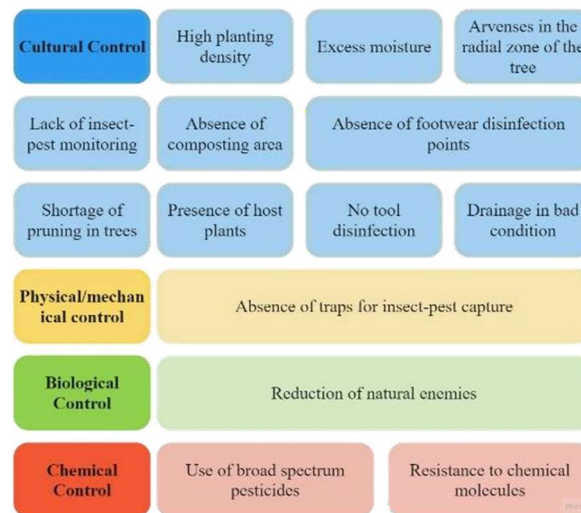 Cultural Control
High planting
density
Excess moisture
Arvenses in the
radial zone of the
tree
Lack of insect-
pest monitoring
Absence of
composting area
Absence of footwear disinfection
points
Shortage of
pruning in trees
Presence of host
plants
No tool
disinfection
Drainage in bad
condition
Physical/mechan
ical control
Absence of traps for insect-pest capture
Biological
Control
Reduction of natural enemies
Chemical
Control
Use of broad spectrum
pesticides
Resistance to chemical
molecules